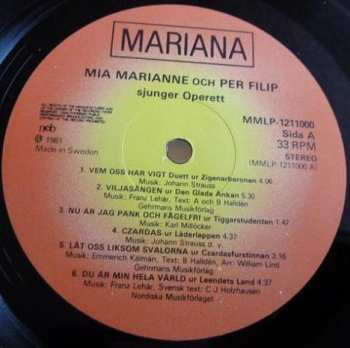 MARIANA
MIA MARIANNE OCH PER FILIP
sjunger Operett
MMLP-1211000
Sida A
33 RPM
STEREO
(MMLP-1211000 A)
ncb
℗ 1981
Made in Sweden
1. VEM OSS HAR VIGT Duett ur Zigenarbaronen 4.06
Musik: Johann Strauss
2. VILJASÅNGEN ur Den Glada Änkan 5.21
Musik: Franz Lehár, Text: A och B Halldén
Gehrmans Musikförlag
3. NU ÄR JAG PANK OCH FÅGELFRI ur Tiggarstudenten 1.47
Musik: Karl Millöcker
4. CZARDAS ur Läderlappen 4.37
Musik: Johann Strauss d. y.
5. LÅT OSS LIKSOM SVALORNA ur Czardasfurstinnan 3.16
Musik: Emmerich Kálmán, Text: B Halldén, Arr: William Lind
Gehrmans Musikförlag
6. DU ÄR MIN HELA VÄRLD ur Leendets Land 4.37
Musik: Franz Lehár, Svensk text: C J Holzhausen
Nordiska Musikförlaget